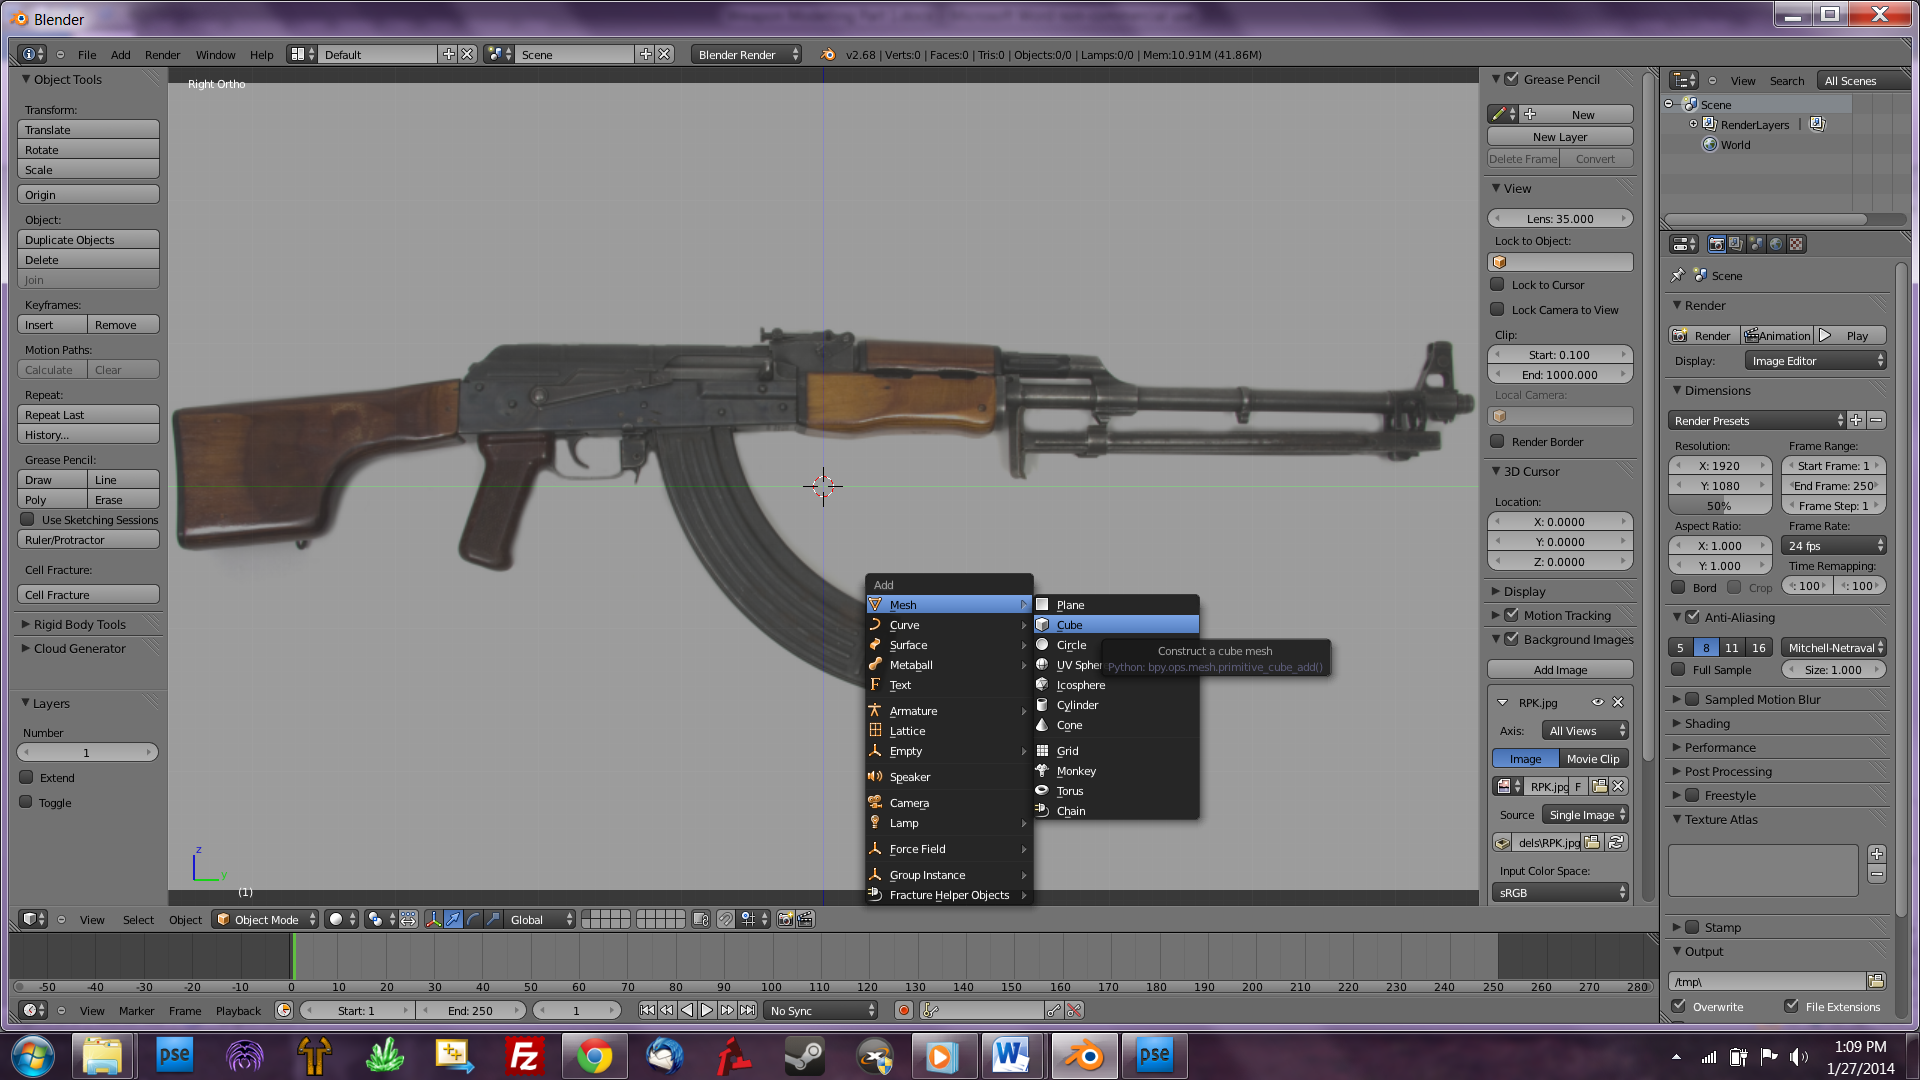 Blender
File Add Render Window Help Default Scene Blender Render v2.68 | Verts:0 | Faces:0 | Tris:0 | Objects:0/0 | Lamps:0/0 | Mem:10.91M (41.86M)
Object Tools
Transform:
Translate
Rotate
Scale
Origin
Object:
Duplicate Objects
Delete
Join
Keyframes:
Insert Remove
Motion Paths:
Calculate Clear
Repeat:
Repeat Last
History...
Grease Pencil:
Draw Line
Poly Erase
Use Sketching Sessions
Ruler/Protractor
Cell Fracture:
Cell Fracture
Rigid Body Tools
Cloud Generator
Layers
Number
1
Extend
Toggle
Right Ortho
z
y
(1)
Add
Mesh
Curve
Surface
Metaball
Text
Armature
Lattice
Empty
Speaker
Camera
Lamp
Force Field
Group Instance
Fracture Helper Objects
Plane
Cube
Circle
UV Spher
Icosphere
Cylinder
Cone
Grid
Monkey
Torus
Chain
Construct a cube mesh
Python: bpy.ops.mesh.primitive_cube_add()
Grease Pencil
New
New Layer
Delete Frame Convert
View
Lens: 35.000
Lock to Object:
Lock to Cursor
Lock Camera to View
Clip:
Start: 0.100
End: 1000.000
Local Camera:
Render Border
3D Cursor
Location:
X: 0.0000
Y: 0.0000
Z: 0.0000
Display
Motion Tracking
Background Images
Add Image
RPK.jpg
Axis: All Views
Image Movie Clip
RPK.jpg F
Source Single Image
dels\RPK.jpg
Input Color Space:
sRGB
View Search All Scenes
Scene
RenderLayers |
World
Scene
Render
Render Animation Play
Display: Image Editor
Dimensions
Render Presets
Resolution: Frame Range:
X: 1920 Start Frame: 1
Y: 1080 End Frame: 250
50% Frame Step: 1
Aspect Ratio: Frame Rate:
X: 1.000 24 fps
Y: 1.000 Time Remapping:
Bord Crop : 100 : 100
Anti-Aliasing
5 8 11 16 Mitchell-Netraval
Full Sample Size: 1.000
Sampled Motion Blur
Shading
Performance
Post Processing
Freestyle
Texture Atlas
Stamp
Output
/tmp\
Overwrite File Extensions
View Select Object Object Mode Global
-50 -40 -30 -20 -10 0 10 20 30 40 50 60 70 80 90 100 110 120 130 140 150 160 170 180 190 200 210 220 230 240 250 260 270 280
View Marker Frame Playback Start: 1 End: 250 1 No Sync
pse FZ W pse
1:09 PM
1/27/2014